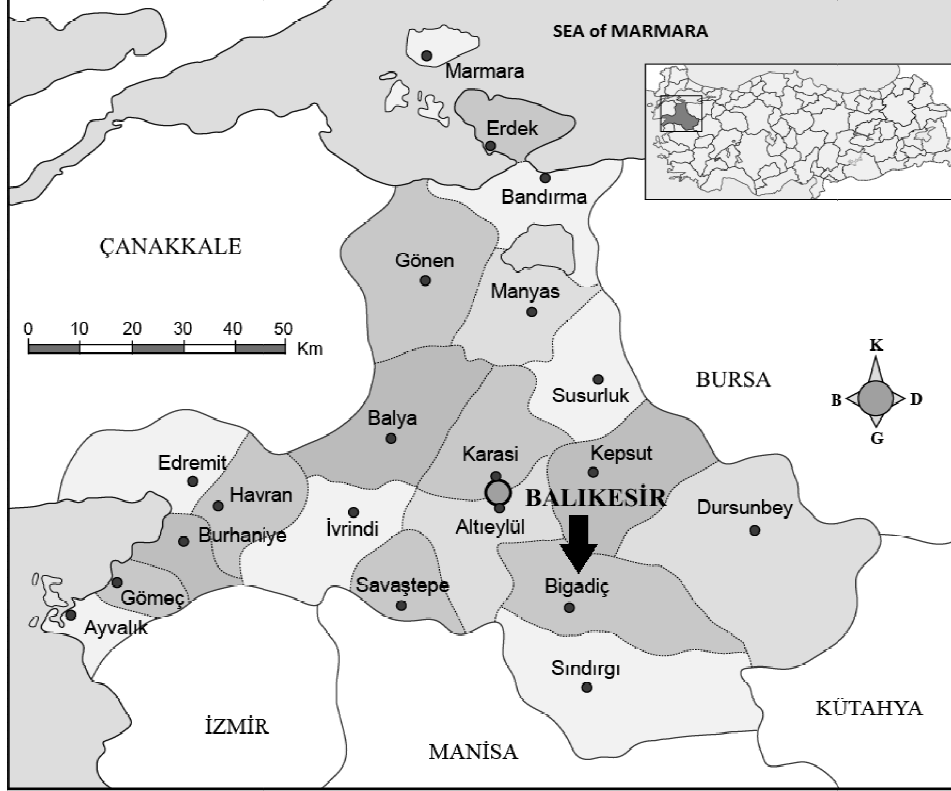 SEA of MARMARA
Marmara
Erdek
Bandırma
ÇANAKKALE
Gönen
Manyas
0 10 20 30 40 50
Km
K
B D
G
BURSA
Susurluk
Balya
Karasi
Kepsut
Edremit
Havran
BALIKESİR
Dursunbey
İvrindi
Altıeylül
Burhaniye
Savaştepe
Bigadiç
Gömeç
Ayvalık
Sındırgı
KÜTAHYA
İZMİR
MANİSA